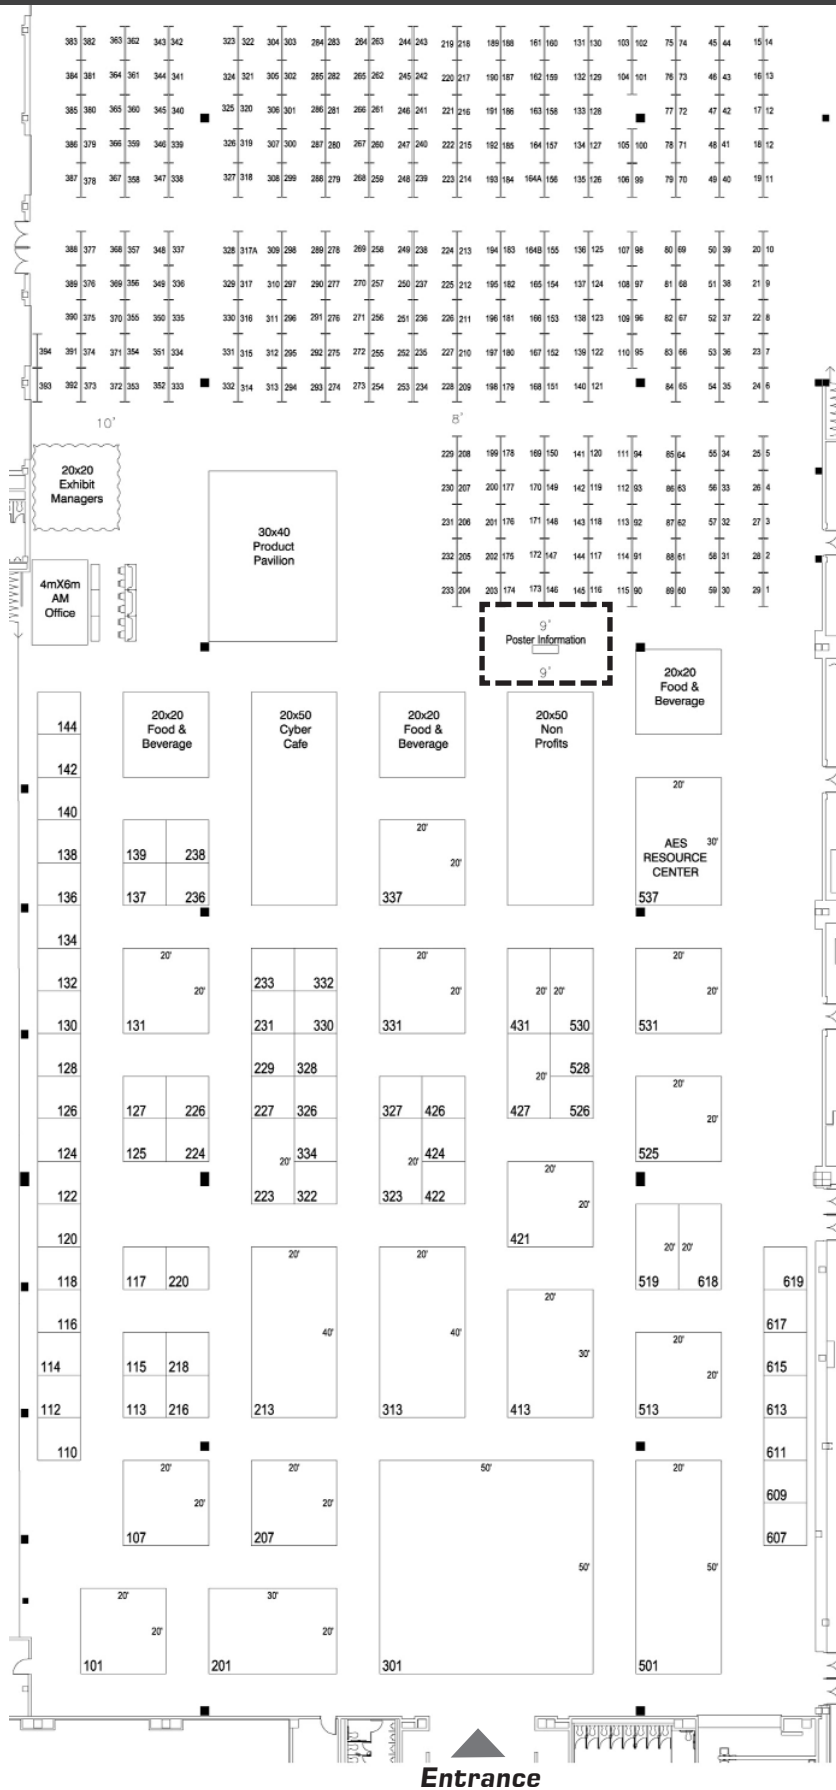 383 382 363 362 343 342 323 322 304 303 284 283 264 263 244 243 219 218 189 188 161 160 131 130 103 102 75 74 45 44 15 14
384 381 364 361 344 341 324 321 305 302 285 282 265 262 245 242 220 217 190 187 162 159 132 129 104 101 76 73 46 43 16 13
385 380 365 360 345 340 325 320 306 301 286 281 266 261 246 241 221 216 191 186 163 158 133 128 77 72 47 42 17 12
386 379 366 359 346 339 326 319 307 300 287 280 267 260 247 240 222 215 192 185 164 157 134 127 105 100 78 71 48 41 18 12
387 378 367 358 347 338 327 318 308 299 286 279 268 259 248 239 223 214 193 184 164A 156 135 126 106 99 79 70 49 40 19 11
388 377 368 357 348 337 328 317A 309 298 289 278 269 258 249 238 224 213 194 183 164B 155 136 125 107 98 80 69 50 39 20 10
389 376 369 356 349 336 329 317 310 297 290 277 270 257 250 237 225 212 195 182 165 154 137 124 108 97 81 68 51 38 21 9
390 375 370 355 350 335 330 316 311 296 291 276 271 256 251 236 226 211 196 181 166 153 138 123 109 96 82 67 52 37 22 8
394 391 374 371 354 351 334 331 315 312 295 292 275 272 255 252 235 227 210 197 180 167 152 139 122 110 95 83 66 53 36 23 7
393 392 373 372 353 352 333 332 314 313 294 293 274 273 254 253 234 228 209 198 179 168 151 140 121 84 65 54 35 24 6
10' 8'
229 208 199 178 169 150 141 120 111 94 85 64 55 34 25 5
230 207 200 177 170 149 142 119 112 93 86 63 56 33 26 4
231 206 201 176 171 148 143 118 113 92 87 62 57 32 27 3
232 205 202 175 172 147 144 117 114 91 88 61 58 31 28 2
233 204 203 174 173 146 145 116 115 90 89 60 59 30 29 1
20x20
Exhibit
Managers
30x40
Product
Pavilion
4mX6m
AM
Office
9'
Poster Information
9'
20x20
Food &
Beverage
20x20
Food &
Beverage
20x50
Cyber
Cafe
20x20
Food &
Beverage
20x50
Non
Profits
144
142
140
138
136
134
132
130
128
126
124
122
120
118
116
114
112
110
139 238
137 236
20'
20'
337
20'
30'
AES
RESOURCE
CENTER
537
20'
20'
131
233 332
231 330
229 328
227 326
20' 334
223 322
20'
20'
331
20' 20'
431 530
20' 528
427 526
20'
20'
531
127 226
125 224
327 426
20' 424
323 422
20'
20'
525
20'
20'
421
117 220
115 218
113 216
20'
40'
213
20'
40'
313
20'
30'
413
20' 20'
519 618
20'
20'
513
619
617
615
613
611
609
607
20'
20'
107
20'
20'
207
50'
50'
301
20'
50'
501
20'
20'
101
30'
20'
201
Entrance